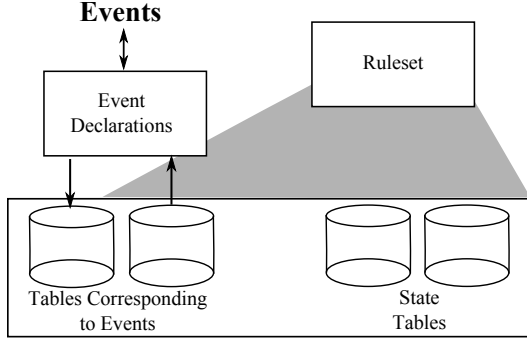 Events
Ruleset
Event
Declarations
Tables Corresponding
to Events
State
Tables